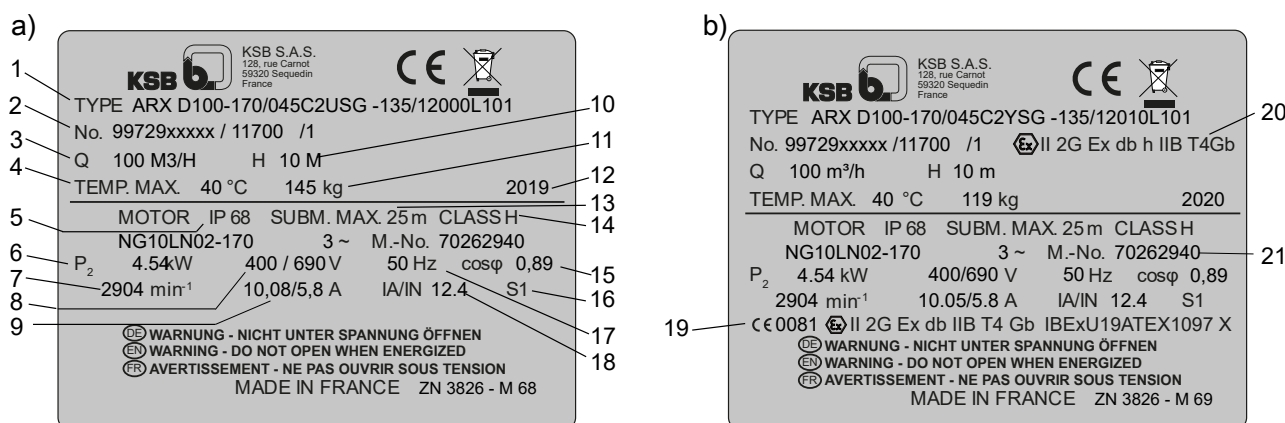 a)
KSB b.
KSB S.A.S.
128, rue Carnot
59320 Sequedin
France
CE
1
TYPE ARX D100-170/045C2USG -135/12000L101
2
No. 99729xxxxx / 11700 /1
10
3
Q 100 M3/H H 10 M
11
4
TEMP. MAX. 40 °C 145 kg 2019
12
13
5
MOTOR IP 68 SUBM. MAX. 25 m CLASS H
14
NG10LN02-170 3 ~ M.-No. 70262940
6
P₂ 4.54kW 400 / 690 V 50 Hz cosφ 0,89
15
7
2904 min⁻¹ 10,08/5,8 A IA/IN 12.4 S1
16
8
9
17
18
DE WARNUNG - NICHT UNTER SPANNUNG ÖFFNEN
EN WARNING - DO NOT OPEN WHEN ENERGIZED
FR AVERTISSEMENT - NE PAS OUVRIR SOUS TENSION
MADE IN FRANCE ZN 3826 - M 68
b)
KSB b.
KSB S.A.S.
128, rue Carnot
59320 Sequedin
France
CE
TYPE ARX D100-170/045C2YSG -135/12010L101
20
No. 99729xxxxx /11700 /1 Ex II 2G Ex db h IIB T4Gb
Q 100 m³/h H 10 m
TEMP. MAX. 40 °C 119 kg 2020
MOTOR IP 68 SUBM. MAX. 25 m CLASS H
NG10LN02-170 3 ~ M.-No. 70262940
21
P₂ 4.54 kW 400/690 V 50 Hz cosφ 0,89
2904 min⁻¹ 10.05/5.8 A IA/IN 12.4 S1
19
CE 0081 Ex II 2G Ex db IIB T4 Gb IBExU19ATEX1097 X
DE WARNUNG - NICHT UNTER SPANNUNG ÖFFNEN
EN WARNING - DO NOT OPEN WHEN ENERGIZED
FR AVERTISSEMENT - NE PAS OUVRIR SOUS TENSION
MADE IN FRANCE ZN 3826 - M 69